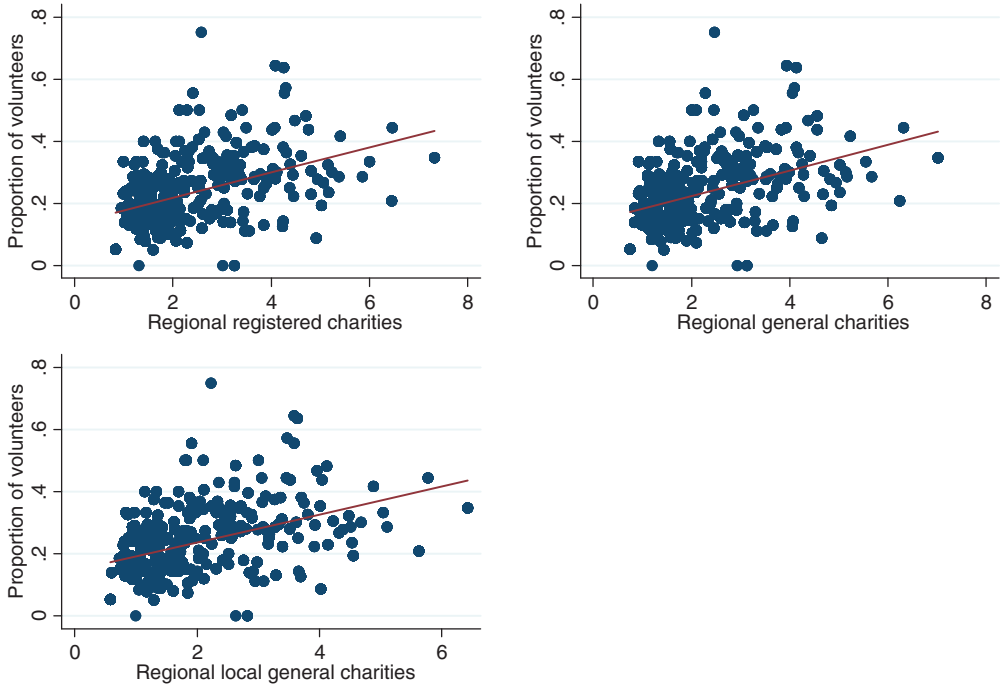 Proportion of volunteers
.8
.6
.4
.2
0
0 2 4 6 8
Regional registered charities
Proportion of volunteers
.8
.6
.4
.2
0
0 2 4 6 8
Regional general charities
Proportion of volunteers
.8
.6
.4
.2
0
0 2 4 6
Regional local general charities